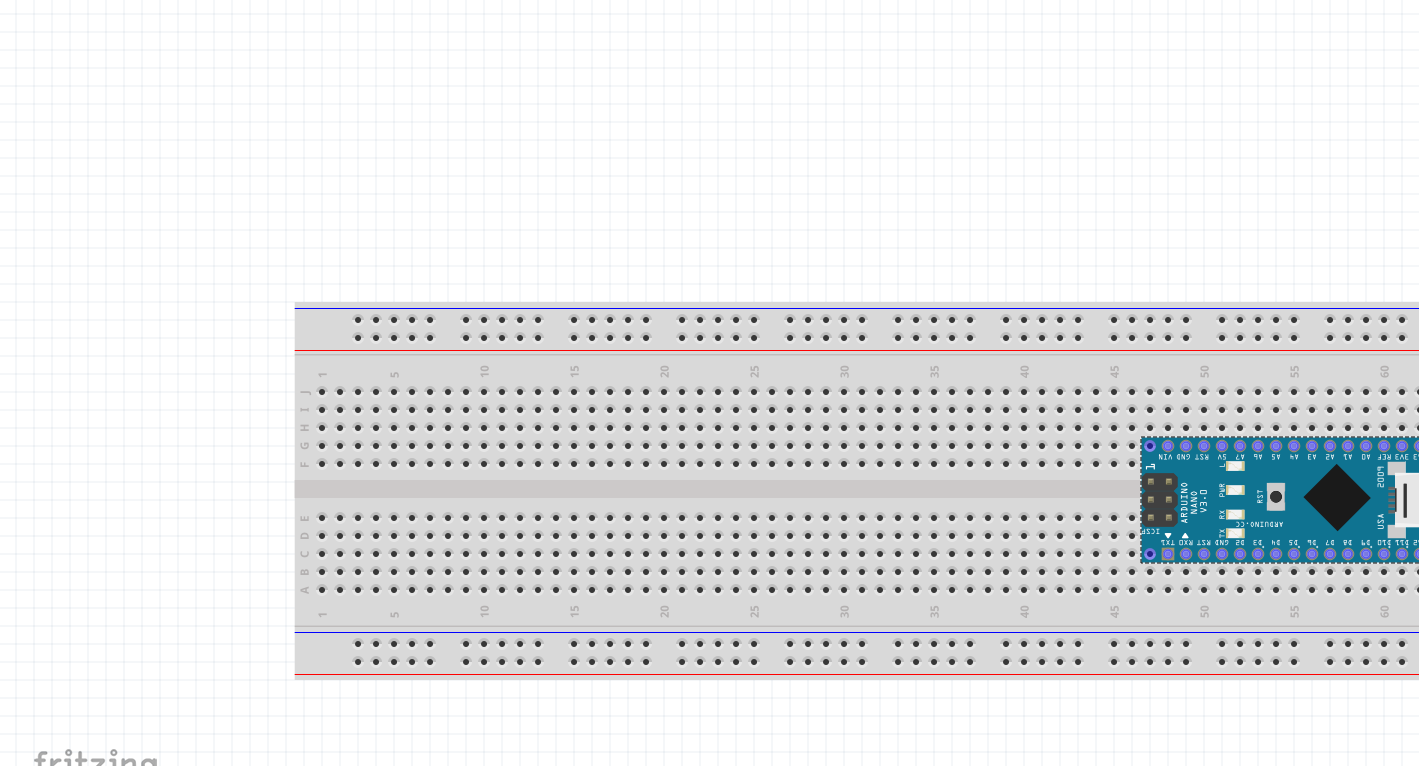 1 5 10 15 20 25 30 35 40 45 50 55 60
J
I
H
G
F
VIN GND RST 5V A7 A6 A5 A4 A3 A2 A1 A0 REF 3V3
1
L
PWR
RX
TX
RST
ARDUINO
NANO
V3.0
ARDUINO.CC
2009
USA
ICSP
TX1 RX0 RST GND D2 D3 D4 D5 D6 D7 D8 D9 D10 D11
E
D
C
B
A
1 5 10 15 20 25 30 35 40 45 50 55 60
fritzing